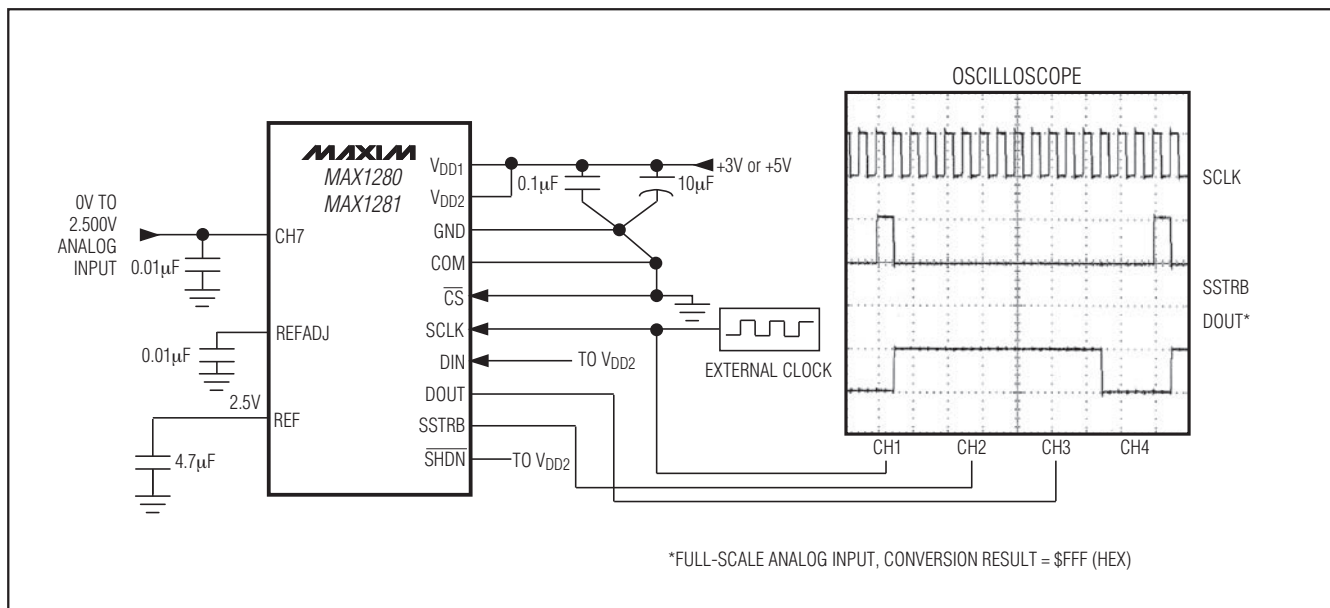 OSCILLOSCOPE
MAXIM
MAX1280
MAX1281
0V TO
2.500V
ANALOG
INPUT
0.01µF
CH7
0.01µF
REFADJ
2.5V
REF
4.7µF
VDD1
VDD2
GND
COM
CS
SCLK
DIN
DOUT
SSTRB
SHDN
0.1µF
10µF
+3V or +5V
EXTERNAL CLOCK
TO VDD2
TO VDD2
SCLK
SSTRB
DOUT*
CH1
CH2
CH3
CH4
*FULL-SCALE ANALOG INPUT, CONVERSION RESULT = $FFF (HEX)